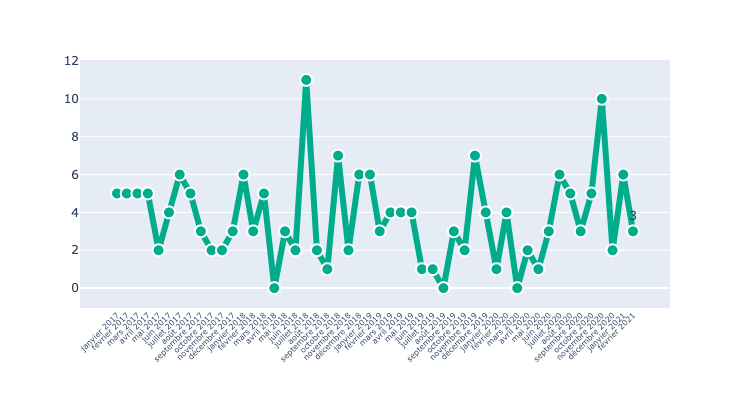 12
10
8
6
4
2
0
3
janvier 2017
février 2017
mars 2017
avril 2017
mai 2017
juin 2017
juillet 2017
août 2017
septembre 2017
octobre 2017
novembre 2017
décembre 2017
janvier 2018
février 2018
mars 2018
avril 2018
mai 2018
juin 2018
juillet 2018
août 2018
septembre 2018
octobre 2018
novembre 2018
décembre 2018
janvier 2019
février 2019
mars 2019
avril 2019
mai 2019
juin 2019
juillet 2019
août 2019
septembre 2019
octobre 2019
novembre 2019
décembre 2019
janvier 2020
février 2020
mars 2020
avril 2020
mai 2020
juin 2020
juillet 2020
août 2020
septembre 2020
octobre 2020
novembre 2020
décembre 2020
janvier 2021
février 2021